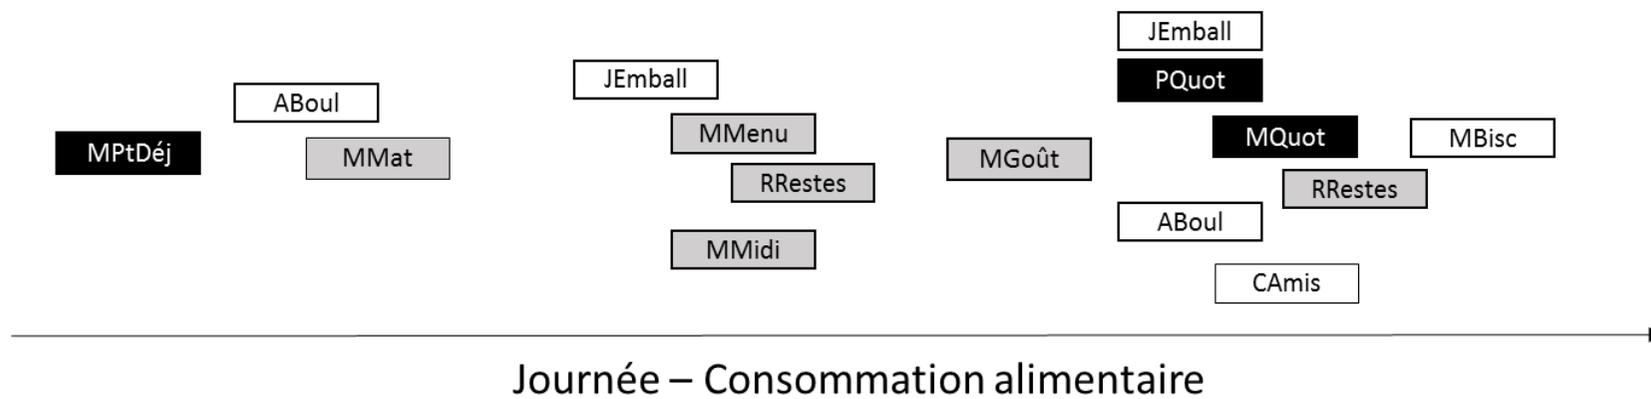 JEmball
PQuot
JEmball
ABoul
MMenu
MQuot
MBisc
MPtDéj
MMat
MGoût
RRestes
RRestes
ABoul
MMidi
CAmis
Journée – Consommation alimentaire